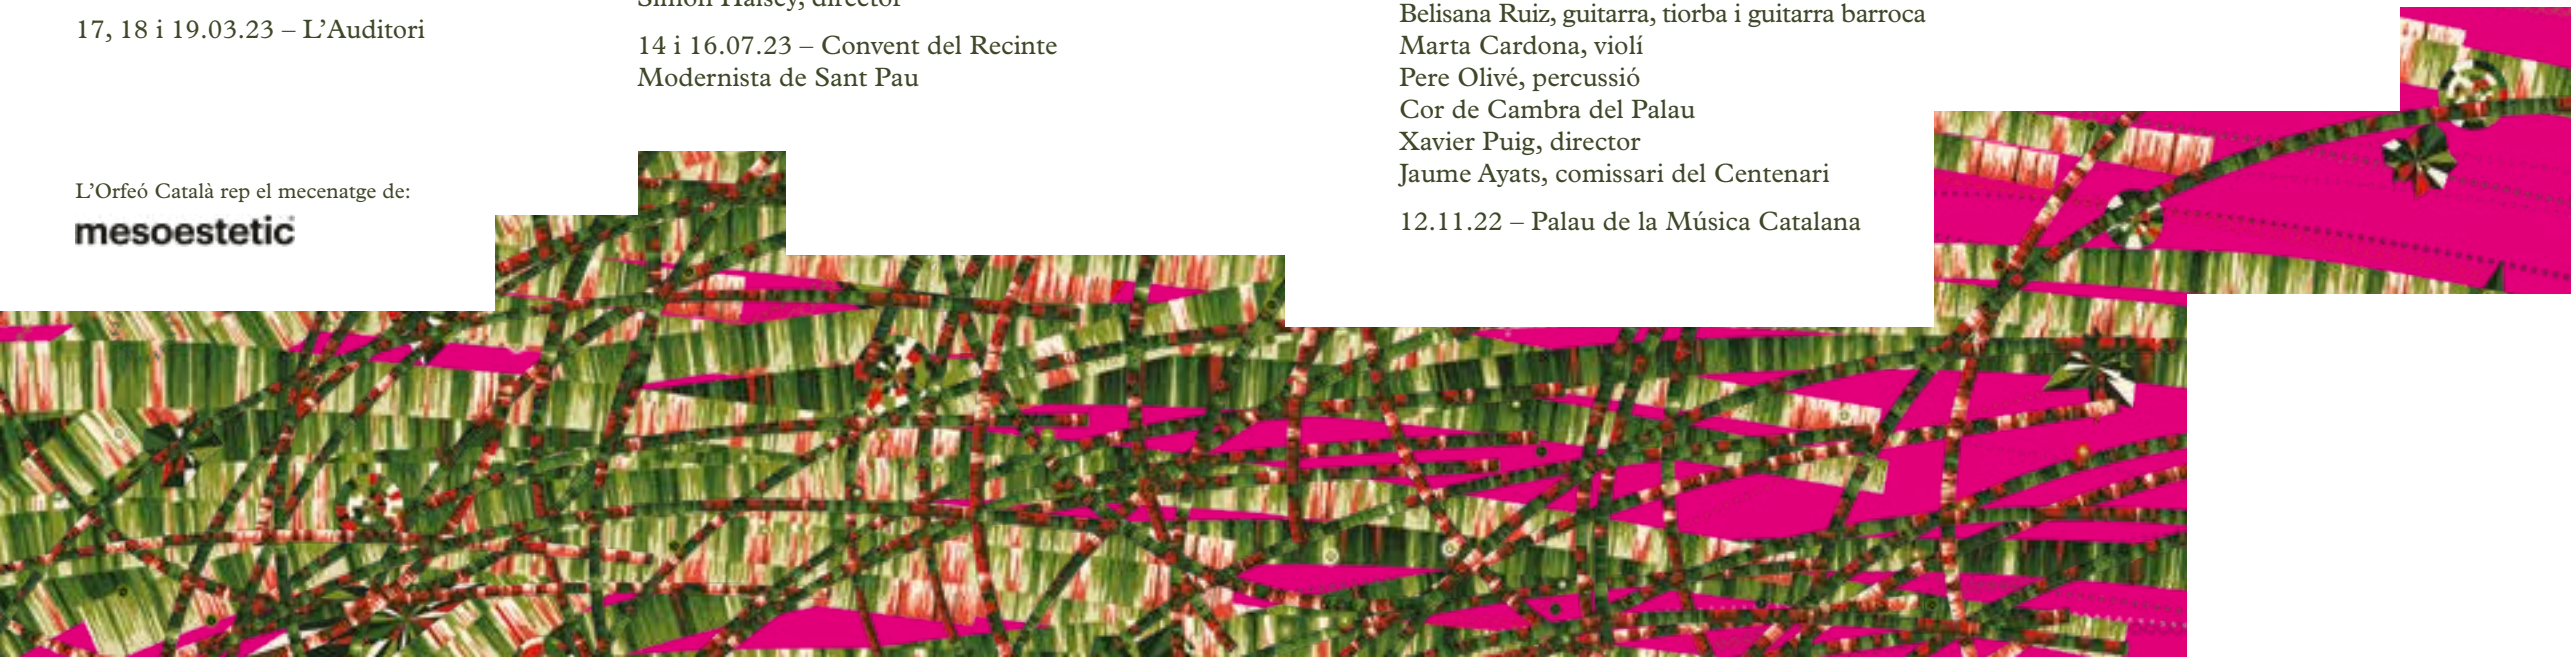 17, 18 i 19.03.23 – L’Auditori
L’Orfeó Català rep el mecenatge de:
mesoestetic
Simon Halsey, director
14 i 16.07.23 – Convent del Recinte
Modernista de Sant Pau
Belisana Ruiz, guitarra, tiorba i guitarra barroca
Marta Cardona, violí
Pere Olivé, percussió
Cor de Cambra del Palau
Xavier Puig, director
Jaume Ayats, comissari del Centenari
12.11.22 – Palau de la Música Catalana